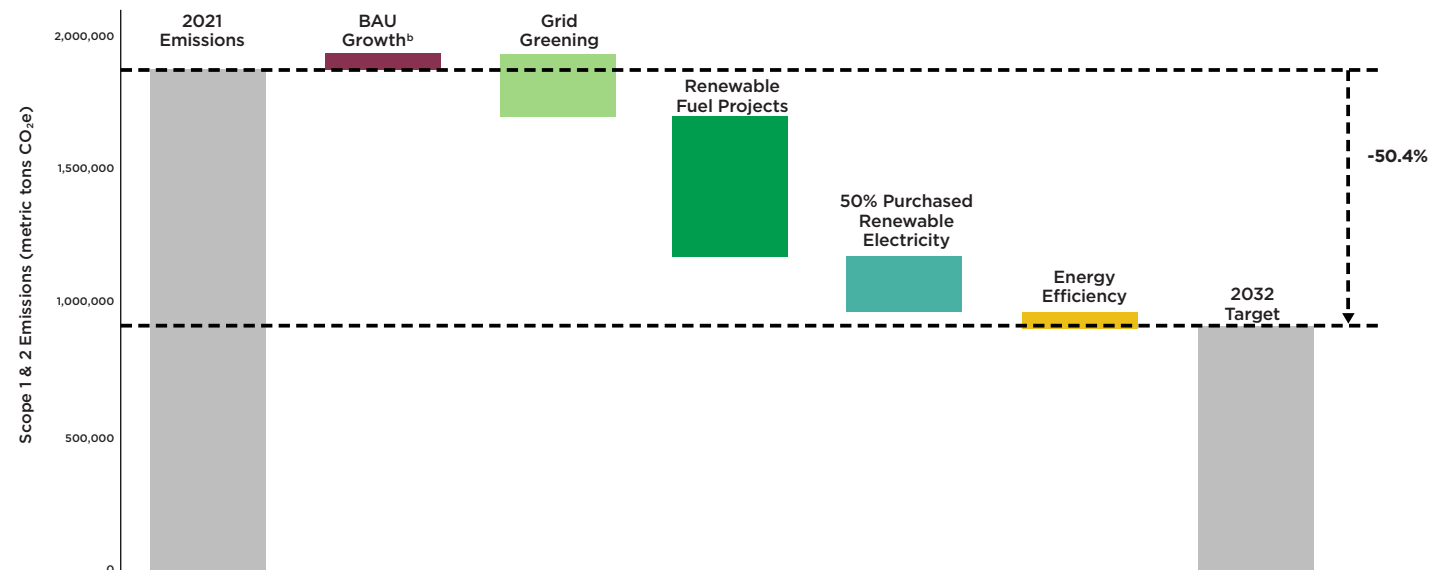 2021
Emissions
BAU
Growthᵇ
Grid
Greening
Renewable
Fuel Projects
50% Purchased
Renewable
Electricity
Energy
Efficiency
2032
Target
-50.4%
Scope 1 & 2 Emissions (metric tons CO₂e)
2,000,000
1,500,000
1,000,000
500,000
0